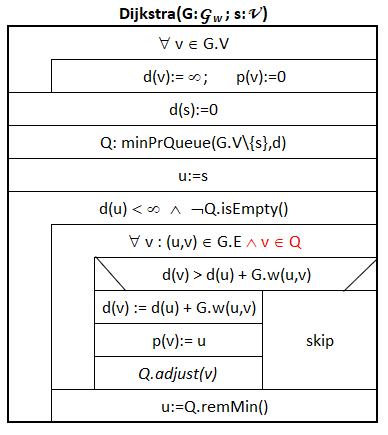 Dijkstra(G: 𝓖𝑤 ; s: 𝓥)
∀ v ∈ G.V
d(v):= ∞ ; p(v):=0
d(s):=0
Q: minPrQueue(G.V\{s},d)
u:=s
d(u) < ∞ ∧ ¬Q.isEmpty()
∀ v : (u,v) ∈ G.E ∧ v ∈ Q
d(v) > d(u) + G.w(u,v)
d(v) := d(u) + G.w(u,v)
p(v):= u
skip
Q.adjust(v)
u:=Q.remMin()